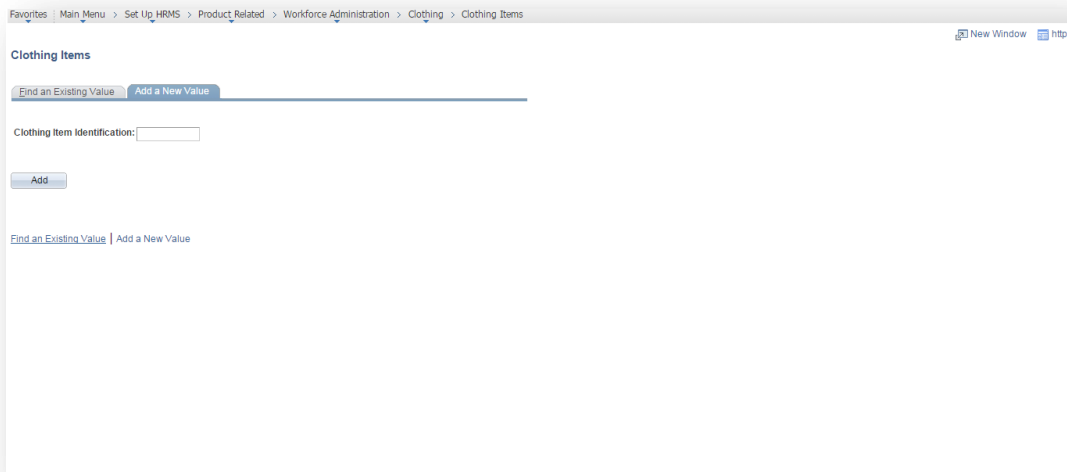 Favorites Main Menu > Set Up HRMS > Product Related > Workforce Administration > Clothing > Clothing Items
New Window http
Clothing Items
Find an Existing Value Add a New Value
Clothing Item Identification:
Add
Find an Existing Value | Add a New Value